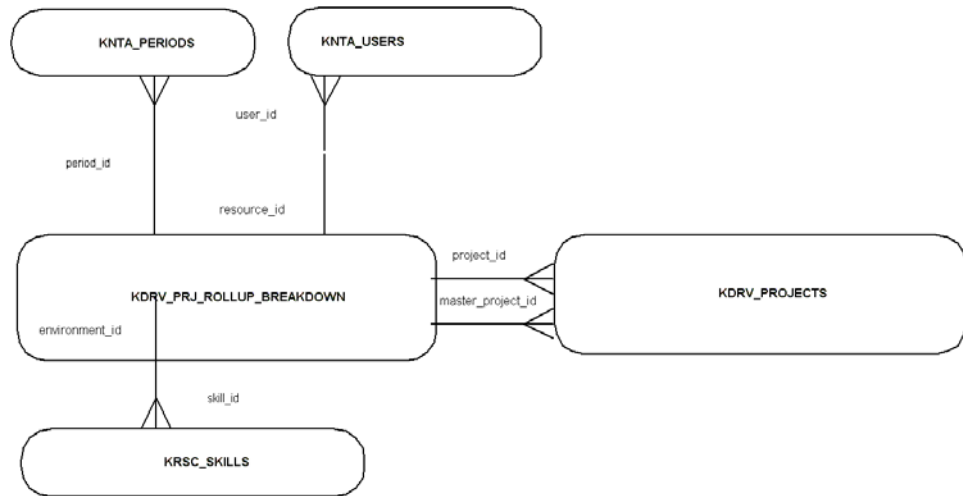 KNTA_PERIODS
KNTA_USERS
user_id
period_id
resource_id
project_id
KDRV_PROJECTS
KDRV_PRJ_ROLLUP_BREAKDOWN
master_project_id
environment_id
skill_id
KRSC_SKILLS